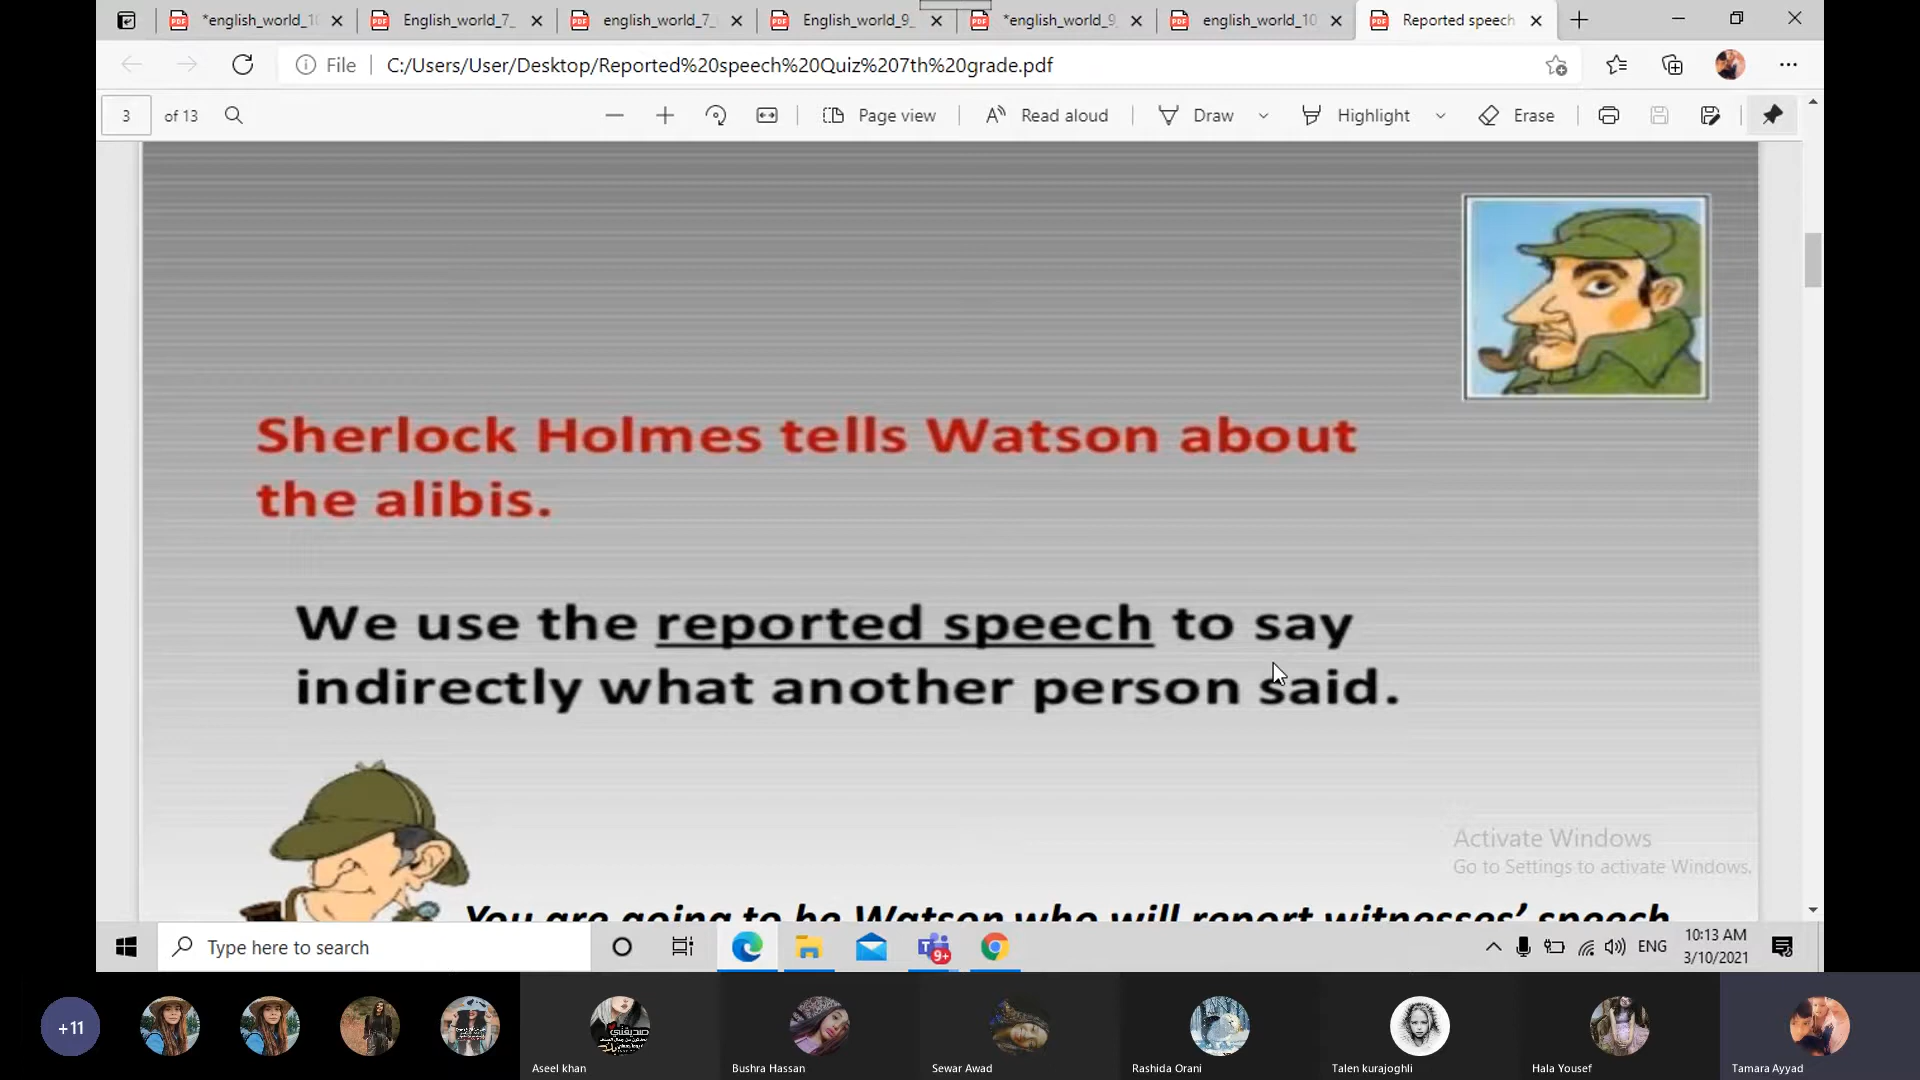 *english_world_10
English_world_7_
english_world_7_
English_world_9_
*english_world_9_
english_world_10
Reported speech
File
C:/Users/User/Desktop/Reported%20speech%20Quiz%207th%20grade.pdf
3 of 13
Page view
Read aloud
Draw
Highlight
Erase
Sherlock Holmes tells Watson about
the alibis.
We use the reported speech to say
indirectly what another person said.
You are going to be Watson who will report witnesses' speech
Activate Windows
Go to Settings to activate Windows.
Type here to search
9+
ENG
10:13 AM
3/10/2021
+11
Aseel khan
Bushra Hassan
Sewar Awad
Rashida Orani
Talen kurajoghli
Hala Yousef
Tamara Ayyad